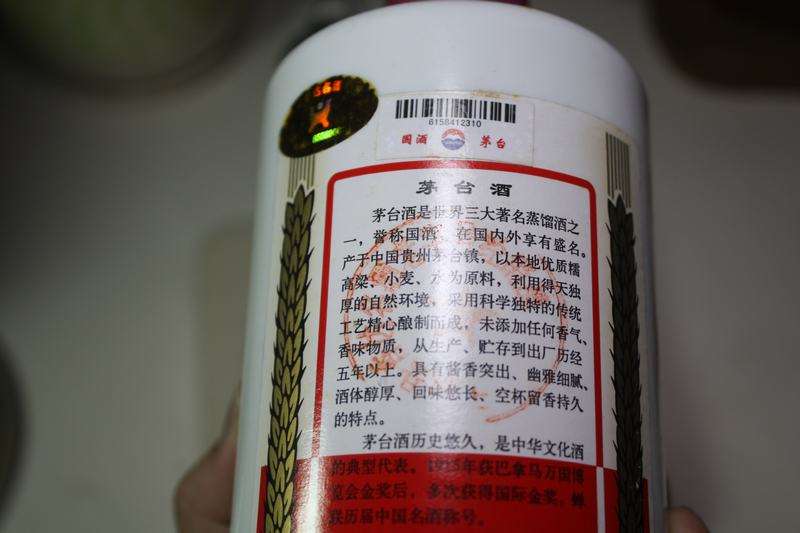 6158412310
国酒 茅台
茅台酒
茅台酒是世界三大著名蒸馏酒之
一，誉称国酒，在国内外享有盛名。
产于中国贵州茅台镇，以本地优质糯
高粱、小麦、水为原料，利用得天独
厚的自然环境，采用科学独特的传统
工艺精心酿制而成，未添加任何香气、
香味物质，从生产、贮存到出厂历经
五年以上。具有酱香突出、幽雅细腻、
酒体醇厚、回味悠长、空杯留香持久
的特点。
茅台酒历史悠久，是中华文化酒
的典型代表。1915年获巴拿马万国博
览会金奖后，多次获得国际金奖，蝉
联历届中国名酒称号。